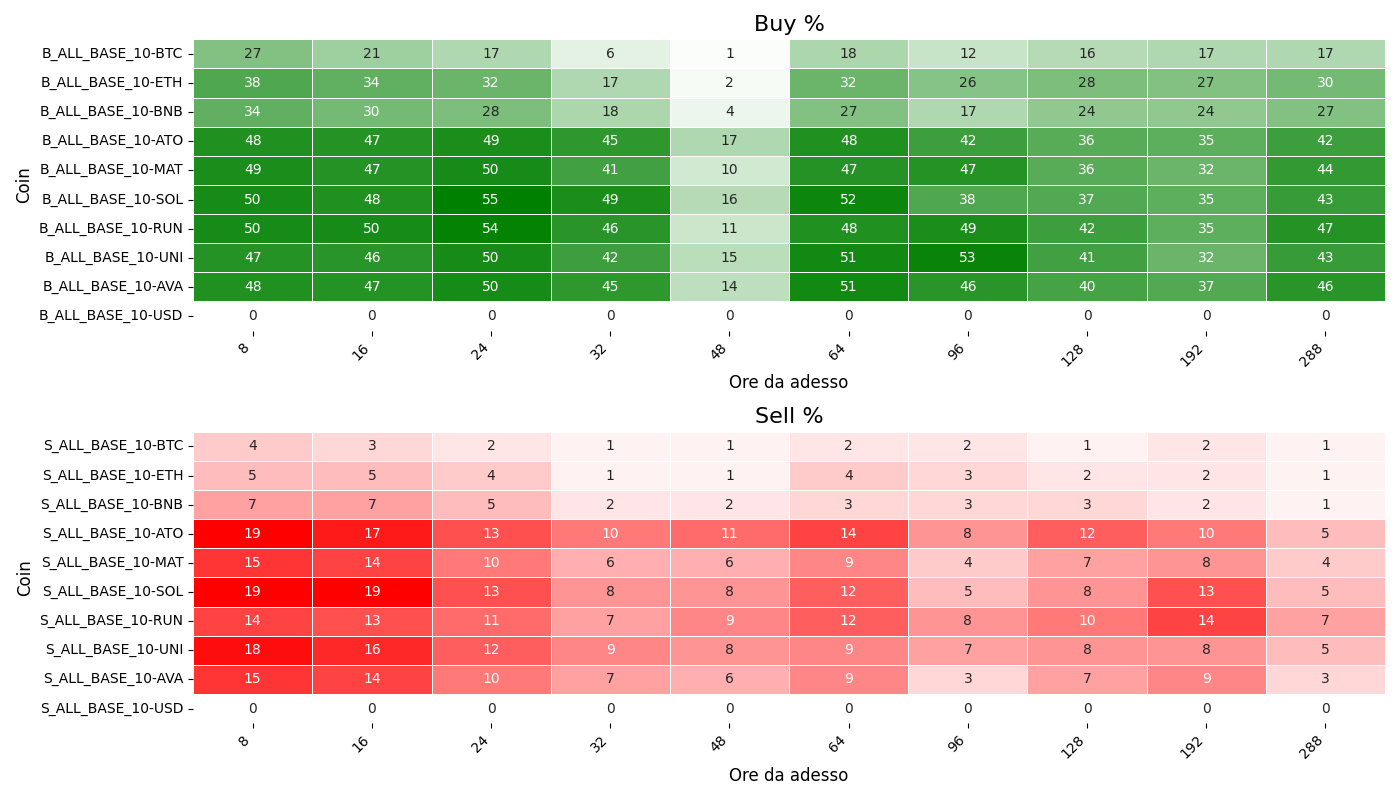 Buy %
B_ALL_BASE_10-BTC 27 21 17 6 1 18 12 16 17 17
B_ALL_BASE_10-ETH 38 34 32 17 2 32 26 28 27 30
B_ALL_BASE_10-BNB 34 30 28 18 4 27 17 24 24 27
B_ALL_BASE_10-ATO 48 47 49 45 17 48 42 36 35 42
B_ALL_BASE_10-MAT 49 47 50 41 10 47 47 36 32 44
B_ALL_BASE_10-SOL 50 48 55 49 16 52 38 37 35 43
B_ALL_BASE_10-RUN 50 50 54 46 11 48 49 42 35 47
B_ALL_BASE_10-UNI 47 46 50 42 15 51 53 41 32 43
B_ALL_BASE_10-AVA 48 47 50 45 14 51 46 40 37 46
B_ALL_BASE_10-USD 0 0 0 0 0 0 0 0 0 0
Coin
8 16 24 32 48 64 96 128 192 288
Ore da adesso
Sell %
S_ALL_BASE_10-BTC 4 3 2 1 1 2 2 1 2 1
S_ALL_BASE_10-ETH 5 5 4 1 1 4 3 2 2 1
S_ALL_BASE_10-BNB 7 7 5 2 2 3 3 3 2 1
S_ALL_BASE_10-ATO 19 17 13 10 11 14 8 12 10 5
S_ALL_BASE_10-MAT 15 14 10 6 6 9 4 7 8 4
S_ALL_BASE_10-SOL 19 19 13 8 8 12 5 8 13 5
S_ALL_BASE_10-RUN 14 13 11 7 9 12 8 10 14 7
S_ALL_BASE_10-UNI 18 16 12 9 8 9 7 8 8 5
S_ALL_BASE_10-AVA 15 14 10 7 6 9 3 7 9 3
S_ALL_BASE_10-USD 0 0 0 0 0 0 0 0 0 0
Coin
8 16 24 32 48 64 96 128 192 288
Ore da adesso